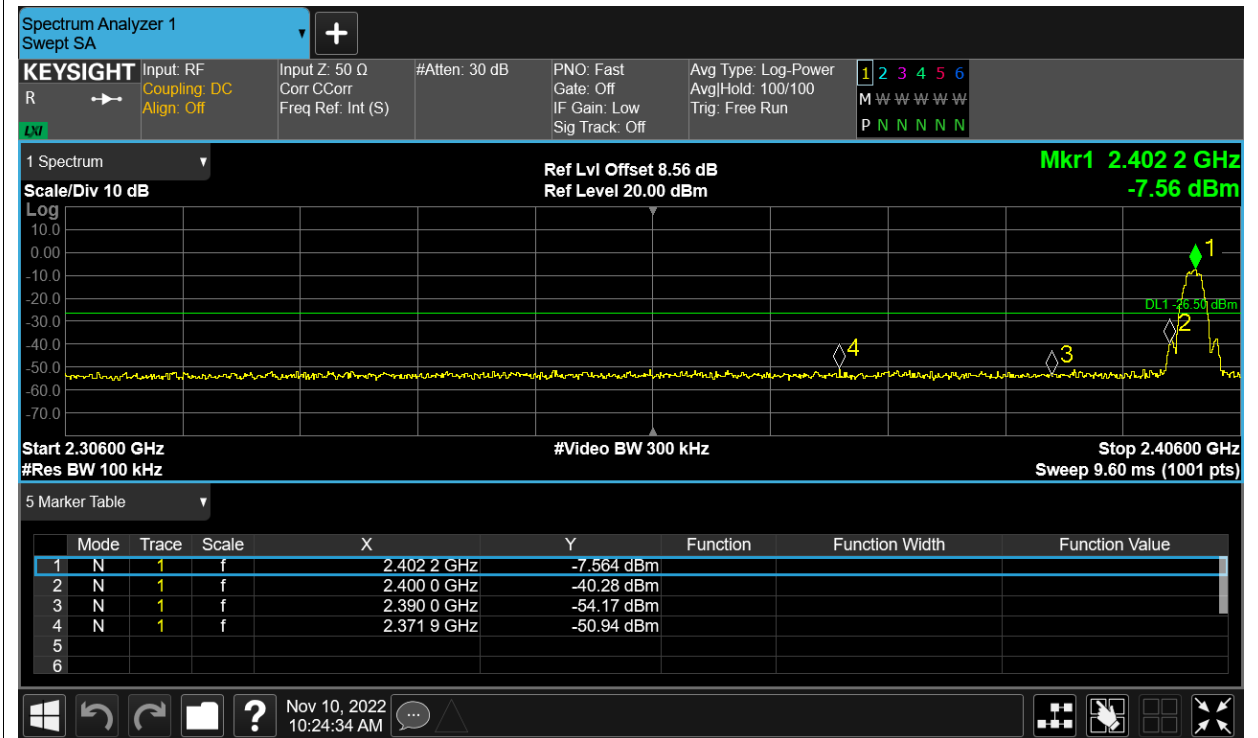 Spectrum Analyzer 1
Swept SA
+
KEYSIGHT Input: RF Input Z: 50 Ω #Atten: 30 dB PNO: Fast Avg Type: Log-Power 1 2 3 4 5 6
R Coupling: DC Corr CCorr Gate: Off Avg|Hold: 100/100 M W W W W W W
Align: Off Freq Ref: Int (S) IF Gain: Low Trig: Free Run
LXI Sig Track: Off P N N N N N N
1 Spectrum Ref Lvl Offset 8.56 dB Mkr1 2.402 2 GHz
Scale/Div 10 dB Ref Level 20.00 dBm -7.56 dBm
Log
10.0
0.00 1
-10.0
-20.0 DL1 -26.50 dBm
-30.0 2
-40.0 4 3
-50.0
-60.0
-70.0
Start 2.30600 GHz #Video BW 300 kHz Stop 2.40600 GHz
#Res BW 100 kHz Sweep 9.60 ms (1001 pts)
5 Marker Table
Mode Trace Scale X Y Function Function Width Function Value
1 N 1 f 2.402 2 GHz -7.564 dBm
2 N 1 f 2.400 0 GHz -40.28 dBm
3 N 1 f 2.390 0 GHz -54.17 dBm
4 N 1 f 2.371 9 GHz -50.94 dBm
5
6
? Nov 10, 2022
10:24:34 AM